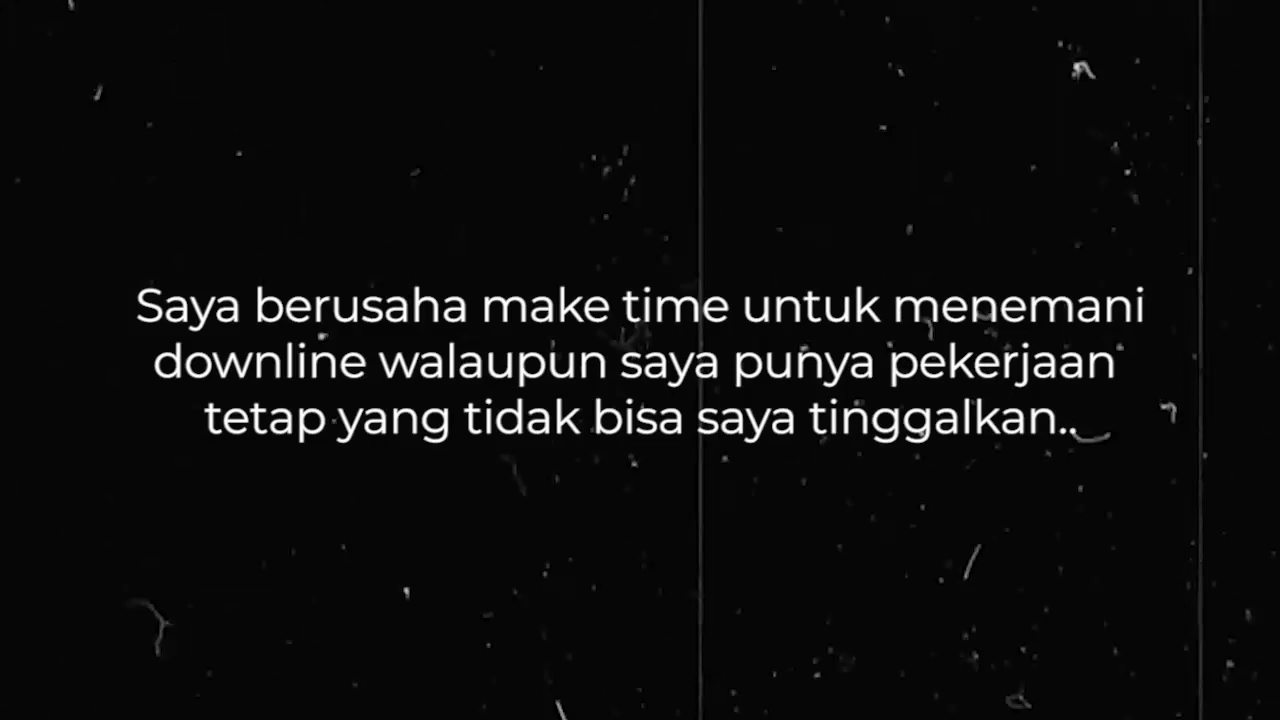 Saya berusaha make time untuk menemani
downline walaupun saya punya pekerjaan
tetap yang tidak bisa saya tinggalkan..